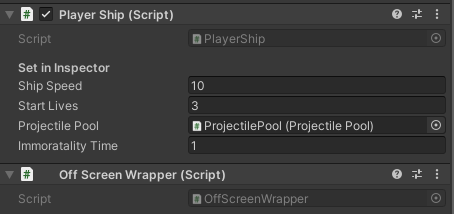 Player Ship (Script)
Script PlayerShip
Set in Inspector
Ship Speed 10
Start Lives 3
Projectile Pool ProjectilePool (Projectile Pool)
Immoratality Time 1
Off Screen Wrapper (Script)
Script OffScreenWrapper